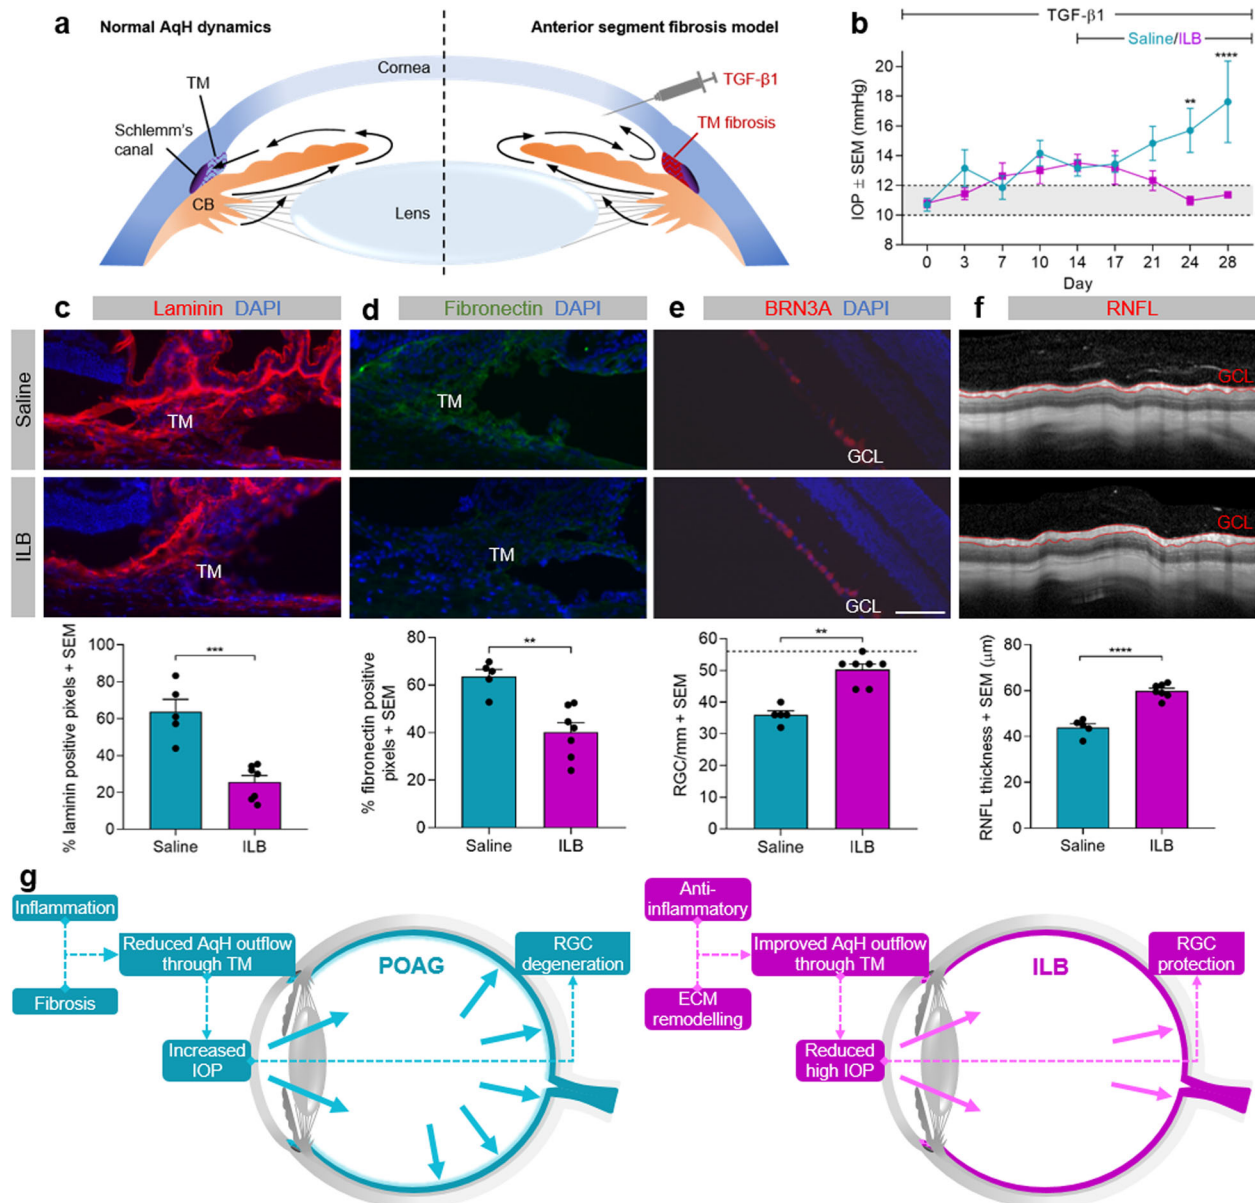 a
Normal AqH dynamics
Anterior segment fibrosis model
Cornea
TM
Schlemm's
canal
CB
Lens
TGF-β1
TM fibrosis
b
TGF-β1
Saline/ILB
IOP ± SEM (mmHg)
20
18
16
14
12
10
8
**
****
0 3 7 10 14 17 21 24 28
Day
c
Laminin DAPI
d
Fibronectin DAPI
e
BRN3A DAPI
f
RNFL
Saline
TM
TM
GCL
GCL
ILB
TM
TM
GCL
GCL
% laminin positive pixels + SEM
100
80
60
40
20
0
***
Saline ILB
% fibronectin positive
pixels + SEM
80
60
40
20
0
**
Saline ILB
RGC/mm + SEM
60
50
40
30
20
10
0
**
Saline ILB
RNFL thickness + SEM (μm)
80
60
40
20
0
****
Saline ILB
g
Inflammation
Reduced AqH outflow
through TM
Fibrosis
Increased
IOP
POAG
RGC
degeneration
Anti-
inflammatory
Improved AqH outflow
through TM
ECM
remodelling
Reduced
high IOP
ILB
RGC
protection